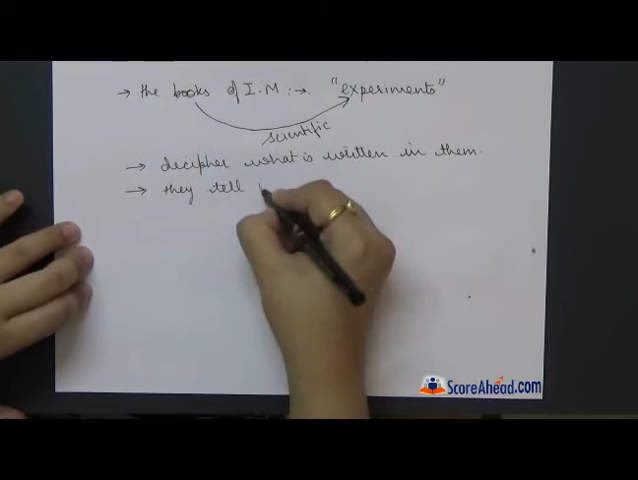 → the books of I.M :→. "experiments"
scientific
→ decipher what is written in them.
→ they tell
ScoreAhead.com